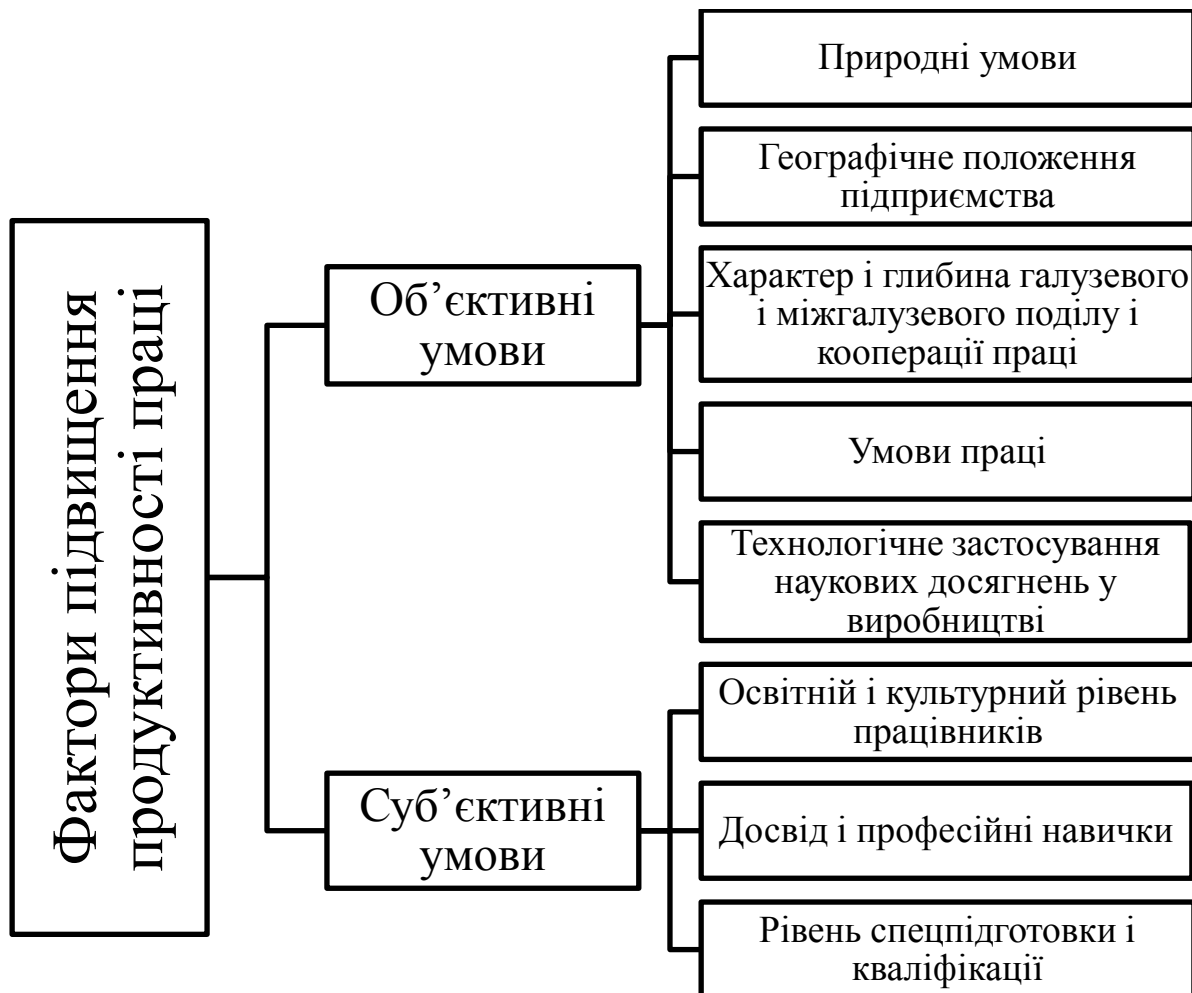 Фактори підвищення
продуктивності праці
Об’єктивні
умови
Природні умови
Географічне положення
підприємства
Характер і глибина галузевого
і міжгалузевого поділу і
кооперації праці
Умови праці
Технологічне застосування
наукових досягнень у
виробництві
Суб’єктивні
умови
Освітній і культурний рівень
працівників
Досвід і професійні навички
Рівень спецпідготовки і
кваліфікації